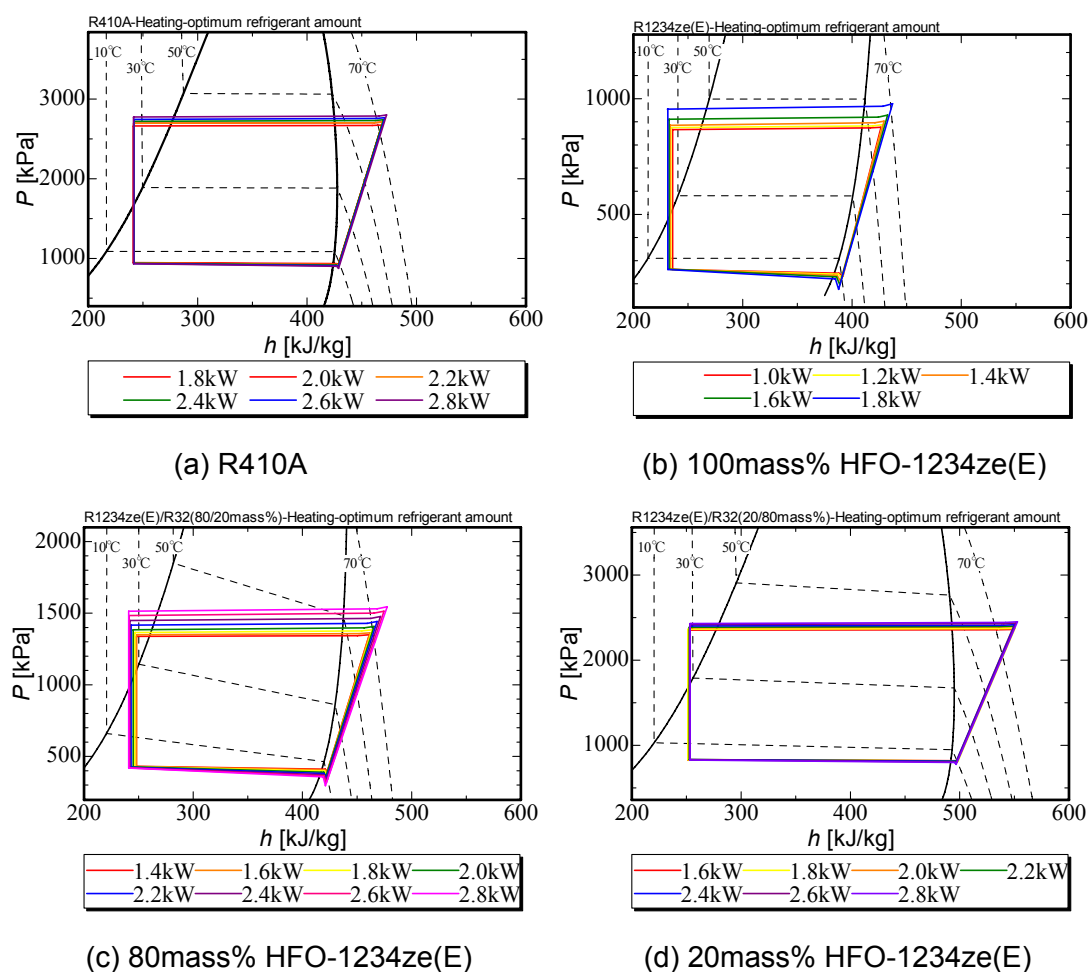 R410A-Heating-optimum refrigerant amount
10°C
30°C
50°C
70°C
3000
2000
1000
P [kPa]
200 300 400 500 600
h [kJ/kg]
1.8kW 2.0kW 2.2kW
2.4kW 2.6kW 2.8kW
(a) R410A
R1234ze(E)-Heating-optimum refrigerant amount
10°C
30°C
50°C
70°C
1000
500
P [kPa]
200 300 400 500 600
h [kJ/kg]
1.0kW 1.2kW 1.4kW
1.6kW 1.8kW
(b) 100mass% HFO-1234ze(E)
R1234ze(E)/R32(80/20mass%)-Heating-optimum refrigerant amount
10°C
30°C
50°C
70°C
2000
1500
1000
500
P [kPa]
200 300 400 500 600
h [kJ/kg]
1.4kW 1.6kW 1.8kW 2.0kW
2.2kW 2.4kW 2.6kW 2.8kW
(c) 80mass% HFO-1234ze(E)
R1234ze(E)/R32(20/80mass%)-Heating-optimum refrigerant amount
10°C
30°C
50°C
70°C
3000
2000
1000
P [kPa]
200 300 400 500 600
h [kJ/kg]
1.6kW 1.8kW 2.0kW 2.2kW
2.4kW 2.6kW 2.8kW
(d) 20mass% HFO-1234ze(E)